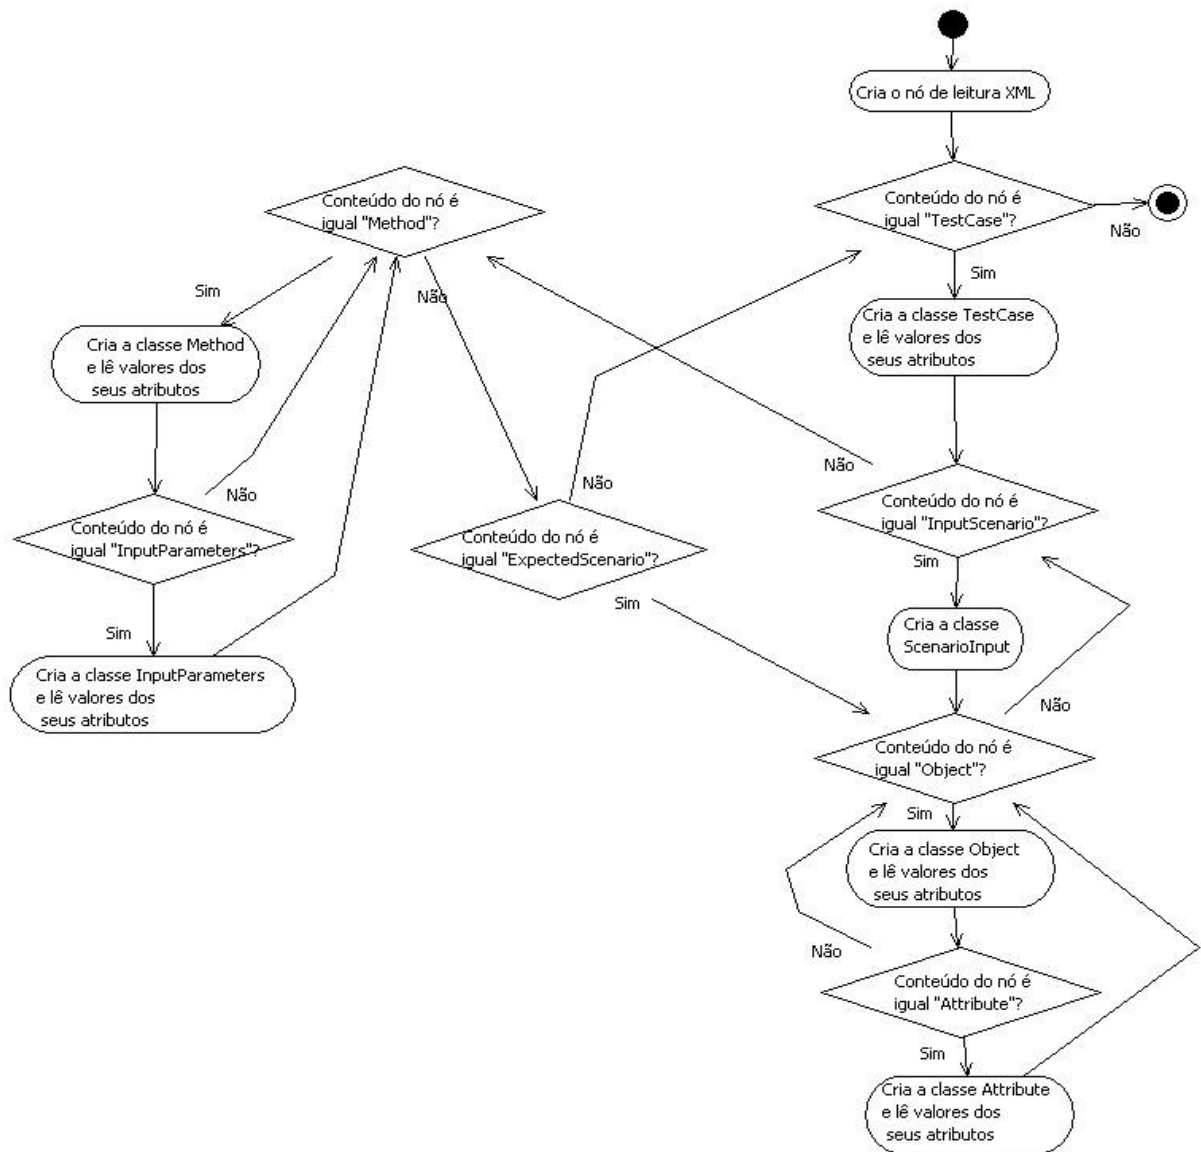 Cria o nó de leitura XML
Conteúdo do nó é
igual "Method"?
Conteúdo do nó é
igual "TestCase"?
Não
Sim
Sim
Não
Cria a classe TestCase
e lê valores dos
seus atributos
Cria a classe Method
e lê valores dos
seus atributos
Não
Não
Não
Conteúdo do nó é
igual "InputScenario"?
Conteúdo do nó é
igual "InputParameters"?
Conteúdo do nó é
igual "ExpectedScenario"?
Sim
Sim
Sim
Cria a classe
ScenarioInput
Cria a classe InputParameters
e lê valores dos
seus atributos
Não
Conteúdo do nó é
igual "Object"?
Sim
Cria a classe Object
e lê valores dos
seus atributos
Não
Conteúdo do nó é
igual "Attribute"?
Sim
Cria a classe Attribute
e lê valores dos
seus atributos